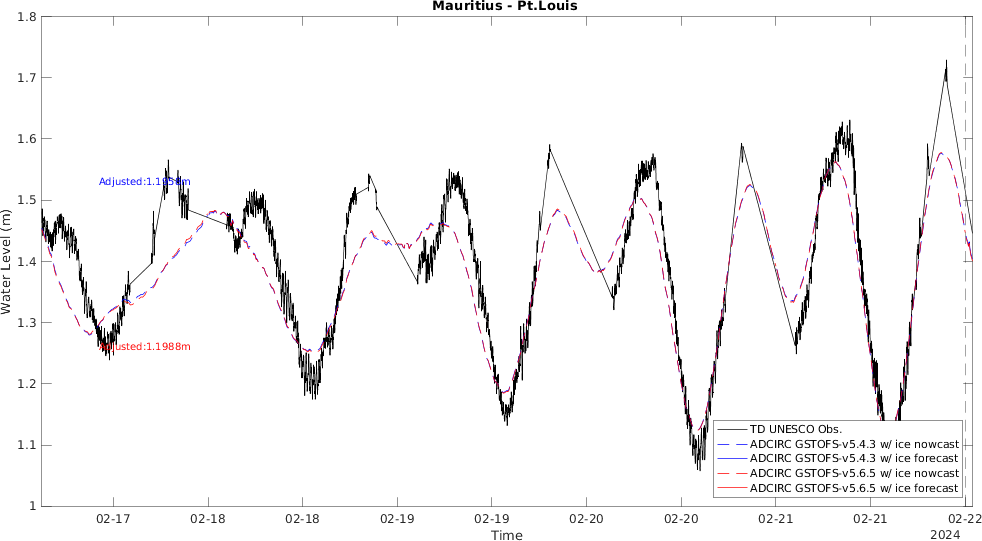 Mauritius - Pt.Louis
1.8
1.7
1.6
1.5
1.4
1.3
1.2
1.1
1
Water Level (m)
Adjusted:1.1956m
Adjusted:1.1988m
TD UNESCO Obs.
ADCIRC GSTOFS-v5.4.3 w/ ice nowcast
ADCIRC GSTOFS-v5.4.3 w/ ice forecast
ADCIRC GSTOFS-v5.6.5 w/ ice nowcast
ADCIRC GSTOFS-v5.6.5 w/ ice forecast
02-17 02-18 02-18 02-19 02-19 02-20 02-20 02-21 02-21 02-22
2024
Time